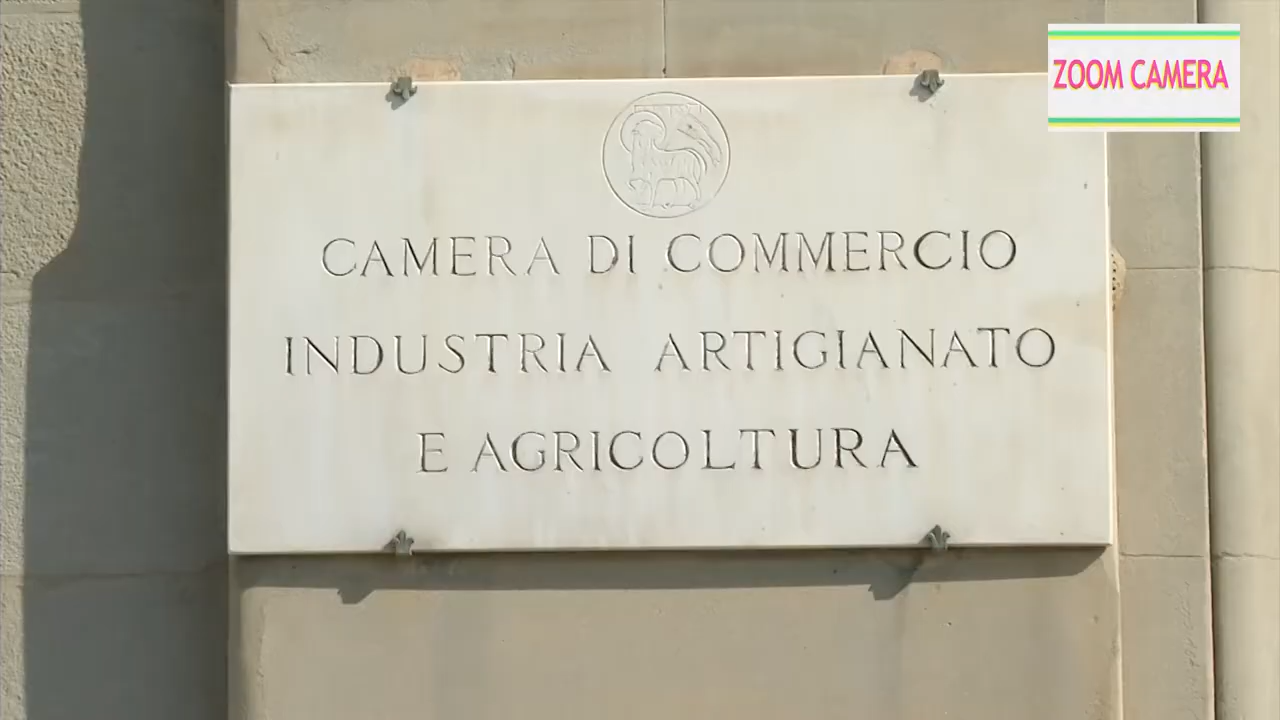 ZOOM CAMERA
CAMERA DI COMMERCIO
INDUSTRIA ARTIGIANATO
E AGRICOLTURA